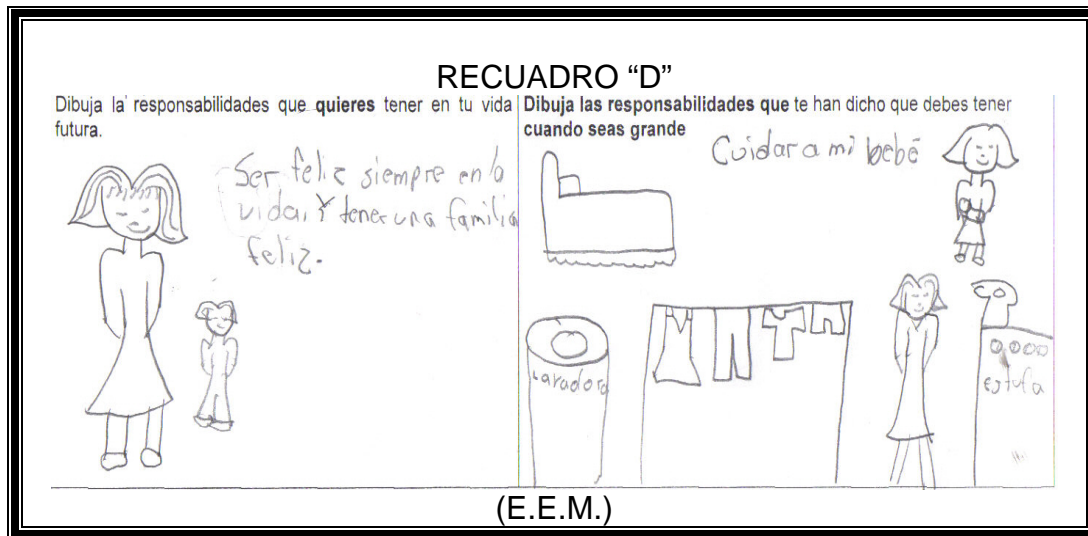 RECUADRO “D”
Dibuja la responsabilidades que quieres tener en tu vida
futura.
Ser feliz siempre en la
vida. Y tener una familia
feliz.
Dibuja las responsabilidades que te han dicho que debes tener
cuando seas grande
Cuidar a mi bebé
Lavadora
estufa
(E.E.M.)